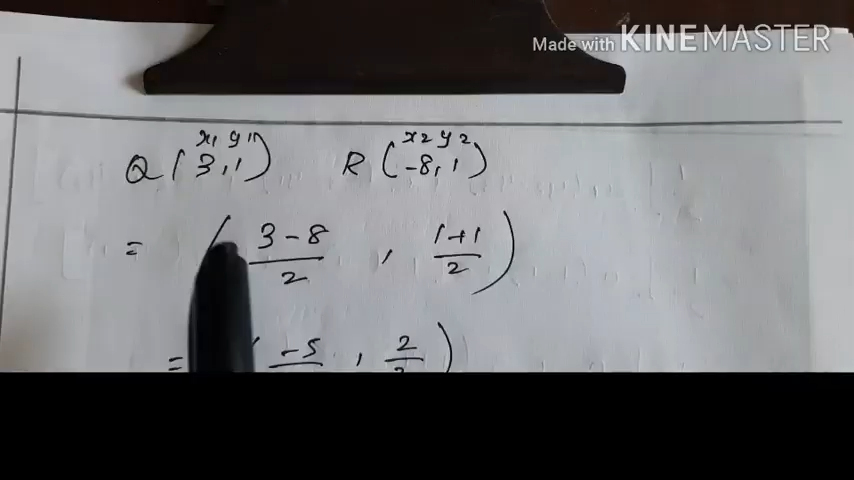 Made with KINEMASTER
x1 y1 x2 y2
Q (3,1) R (-8,1)
= ( 3-8/2 , 1+1/2 )
= ( -5 , 2 )